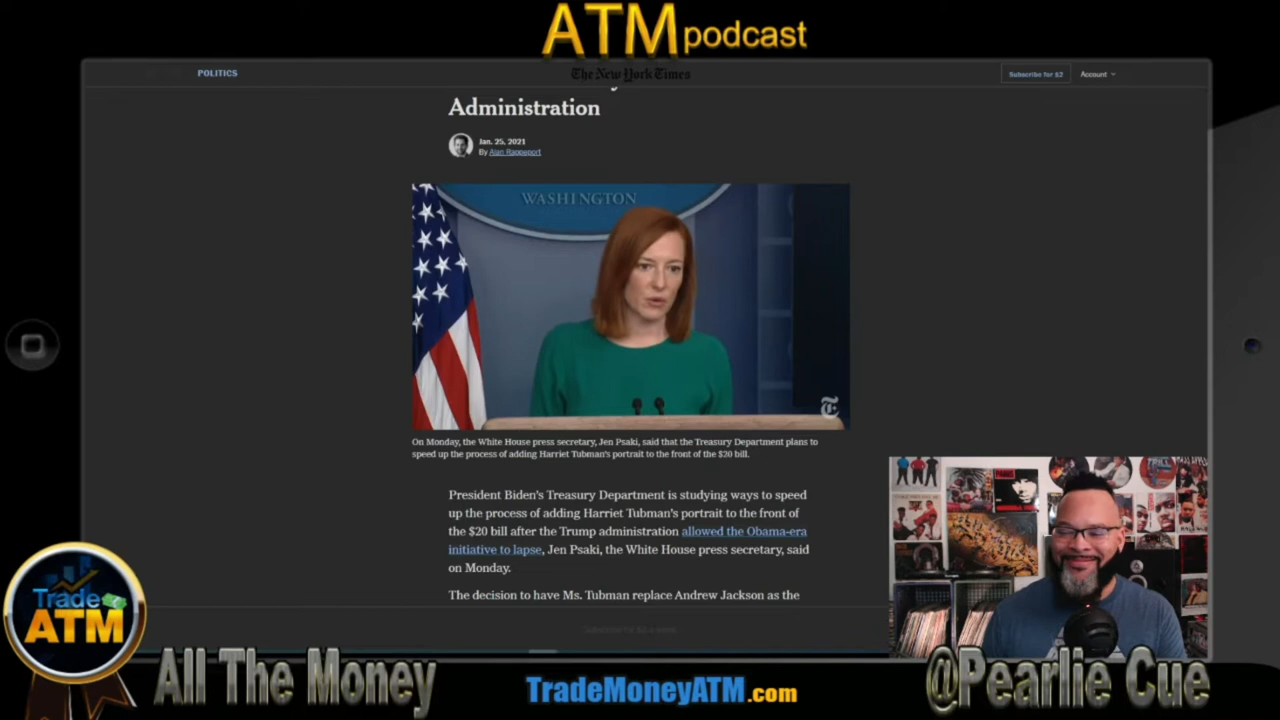 ATM podcast
POLITICS
The New York Times
Subscribe for $2
Account
Administration
Jan. 25, 2021
By Alan Rappeport
WASHINGTON
On Monday, the White House press secretary, Jen Psaki, said that the Treasury Department plans to
speed up the process of adding Harriet Tubman's portrait to the front of the $20 bill.
President Biden's Treasury Department is studying ways to speed
up the process of adding Harriet Tubman's portrait to the front of
the $20 bill after the Trump administration allowed the Obama-era
initiative to lapse, Jen Psaki, the White House press secretary, said
on Monday.
The decision to have Ms. Tubman replace Andrew Jackson as the
Trade
ATM
All The Money
TradeMoneyATM.com
@Pearlie Cue